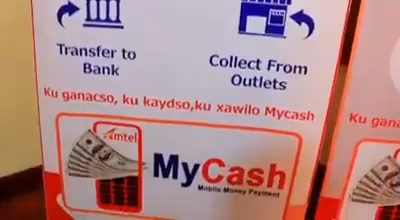 Transfer to
Bank
Collect From
Outlets
Ku ganacso, ku kaydso,ku xawilo Mycash
Ku gana
Amtel
MyCash
Mobile Money Payment